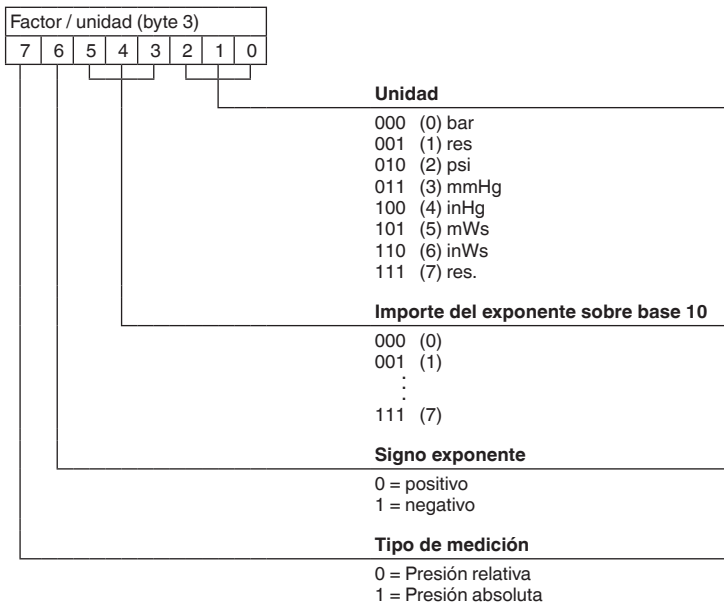 Factor / unidad (byte 3)
7 6 5 4 3 2 1 0
Unidad
000 (0) bar
001 (1) res
010 (2) psi
011 (3) mmHg
100 (4) inHg
101 (5) mWs
110 (6) inWs
111 (7) res.
Importe del exponente sobre base 10
000 (0)
001 (1)
:
111 (7)
Signo exponente
0 = positivo
1 = negativo
Tipo de medición
0 = Presión relativa
1 = Presión absoluta